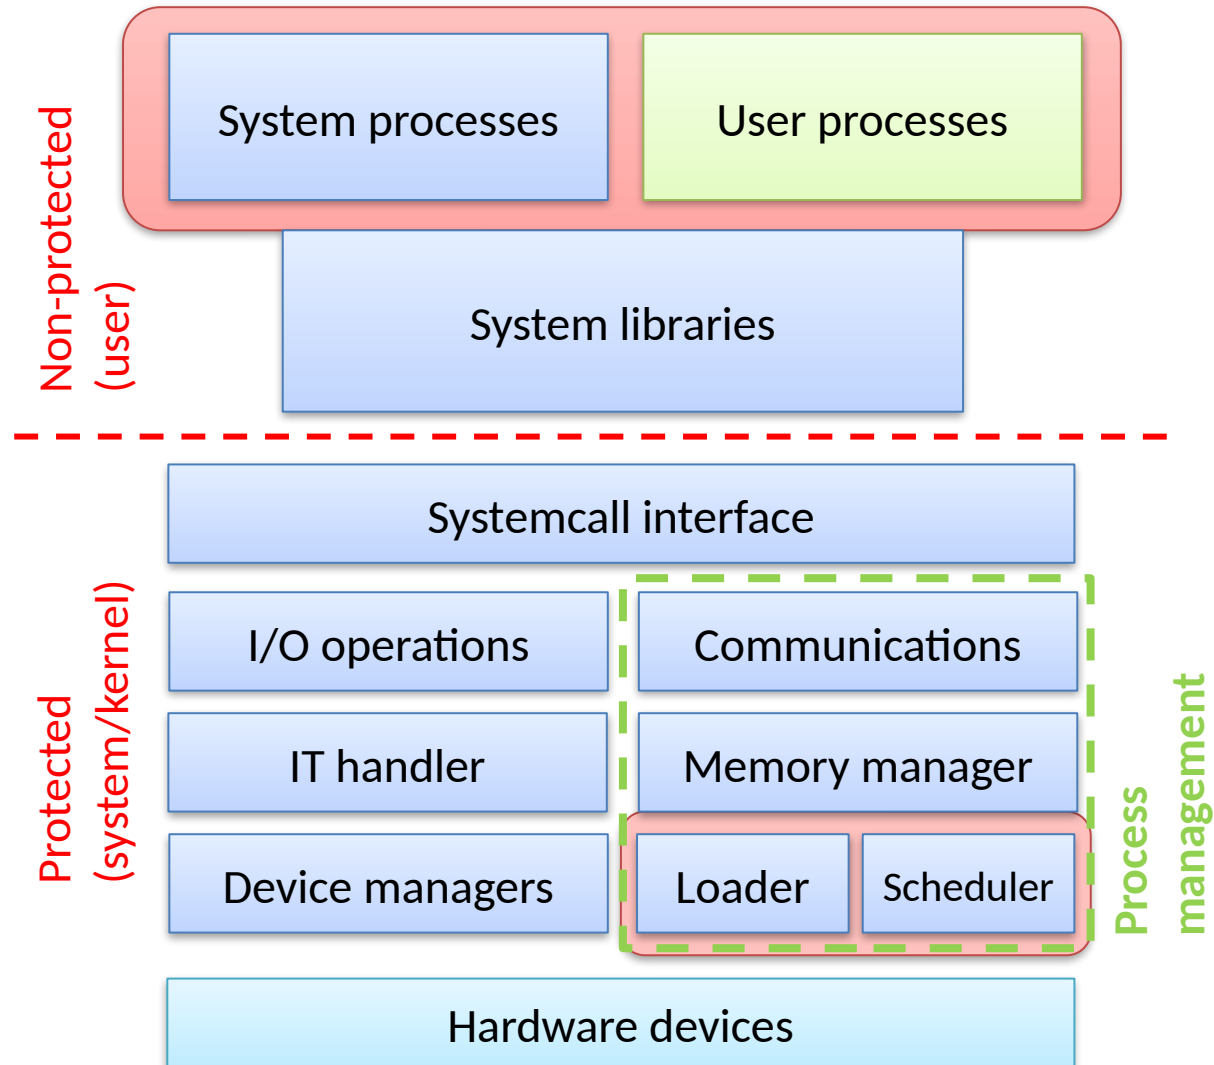 System processes
User processes
Non-protected
(user)
System libraries
Systemcall interface
Protected
(system/kernel)
I/O operations
Communications
IT handler
Memory manager
Device managers
Loader
Scheduler
Process
management
Hardware devices